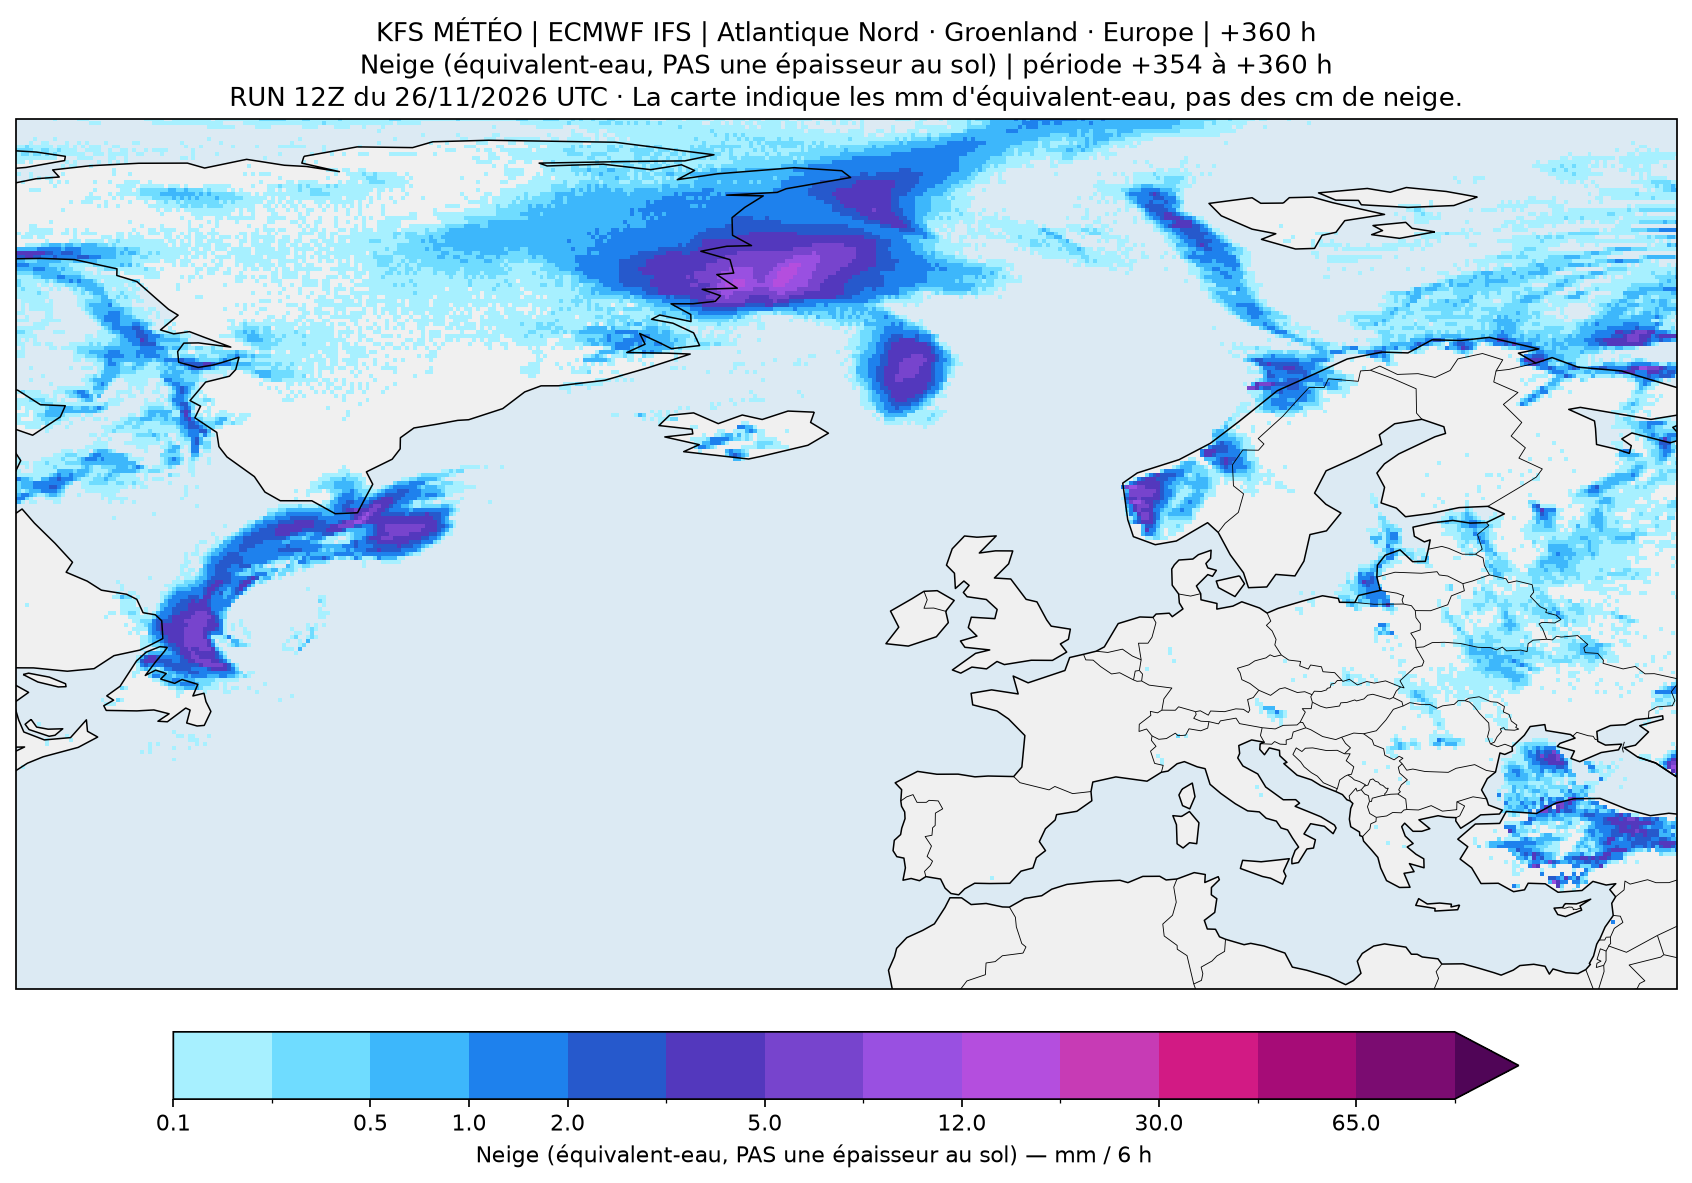 KFS MÉTÉO | ECMWF IFS | Atlantique Nord · Groenland · Europe | +360 h
Neige (équivalent-eau, PAS une épaisseur au sol) | période +354 à +360 h
RUN 12Z du 26/11/2026 UTC · La carte indique les mm d'équivalent-eau, pas des cm de neige.
0.1 0.5 1.0 2.0 5.0 12.0 30.0 65.0
Neige (équivalent-eau, PAS une épaisseur au sol) — mm / 6 h